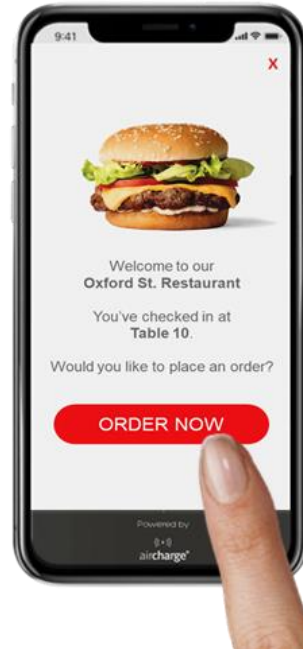 9:41
X
Welcome to our
Oxford St. Restaurant
You've checked in at
Table 10.
Would you like to place an order?
ORDER NOW
Powered by
aircharge®